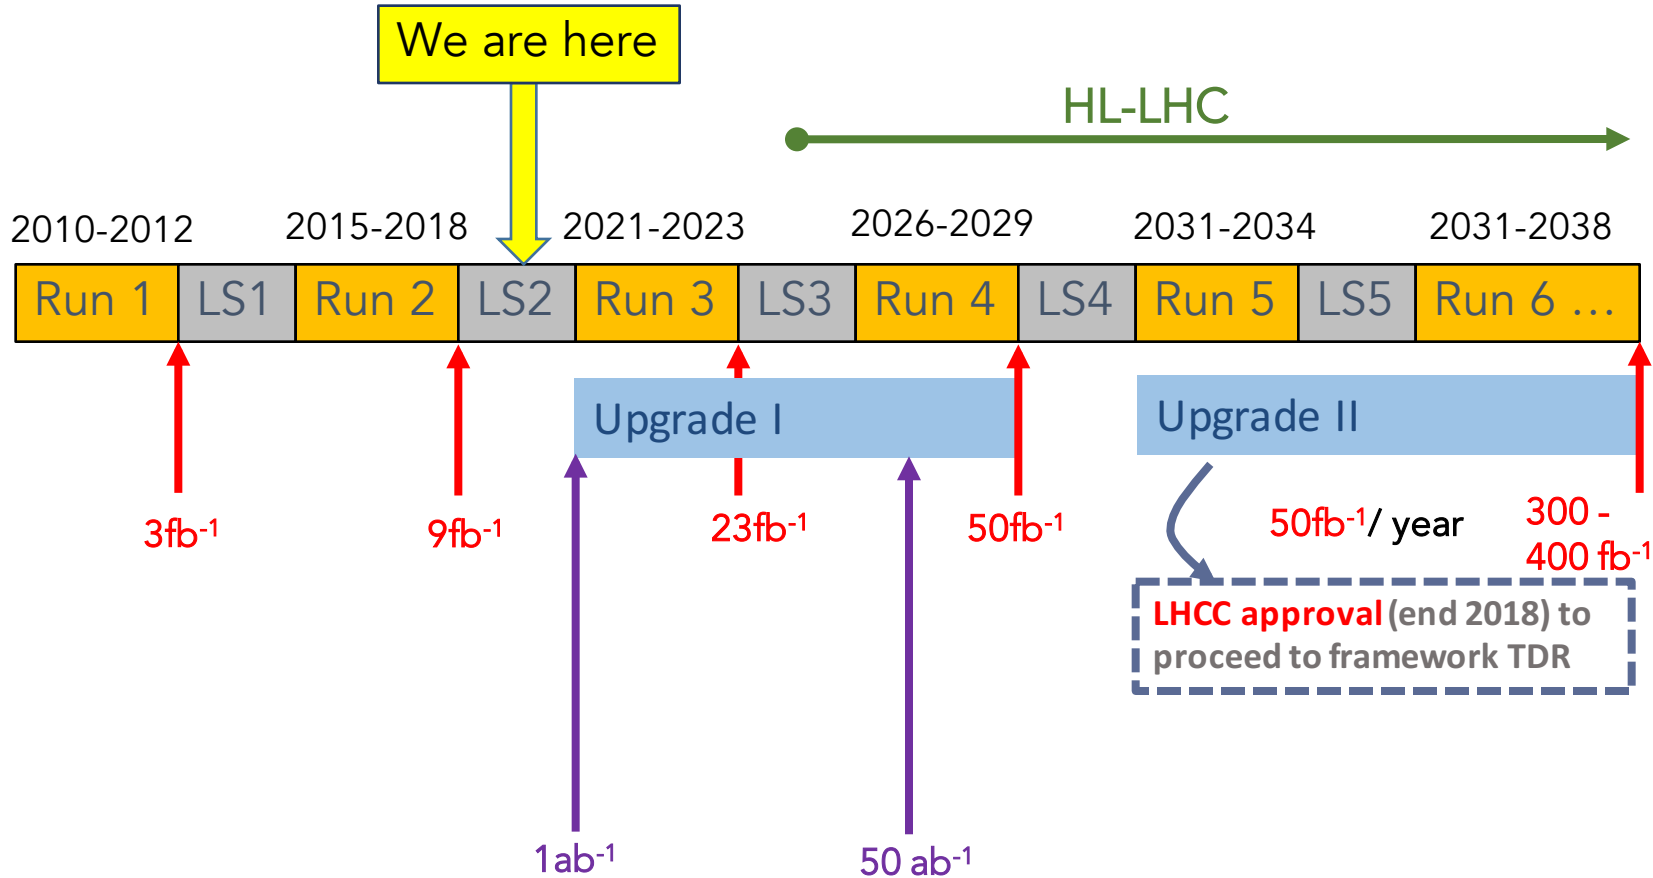 We are here
HL-LHC
2010-2012
2015-2018
2021-2023
2026-2029
2031-2034
2031-2038
Run 1
LS1
Run 2
LS2
Run 3
LS3
Run 4
LS4
Run 5
LS5
Run 6 ...
Upgrade I
Upgrade II
3fb⁻¹
9fb⁻¹
23fb⁻¹
50fb⁻¹
50fb⁻¹/ year
300 -
400 fb⁻¹
LHCC approval (end 2018) to
proceed to framework TDR
1ab⁻¹
50 ab⁻¹